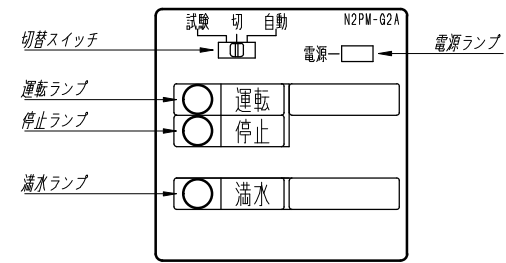 試験 切 自動 N2PM-G2A
切替スイッチ
電源
電源ランプ
運転ランプ
運転
停止ランプ
停止
満水ランプ
満水